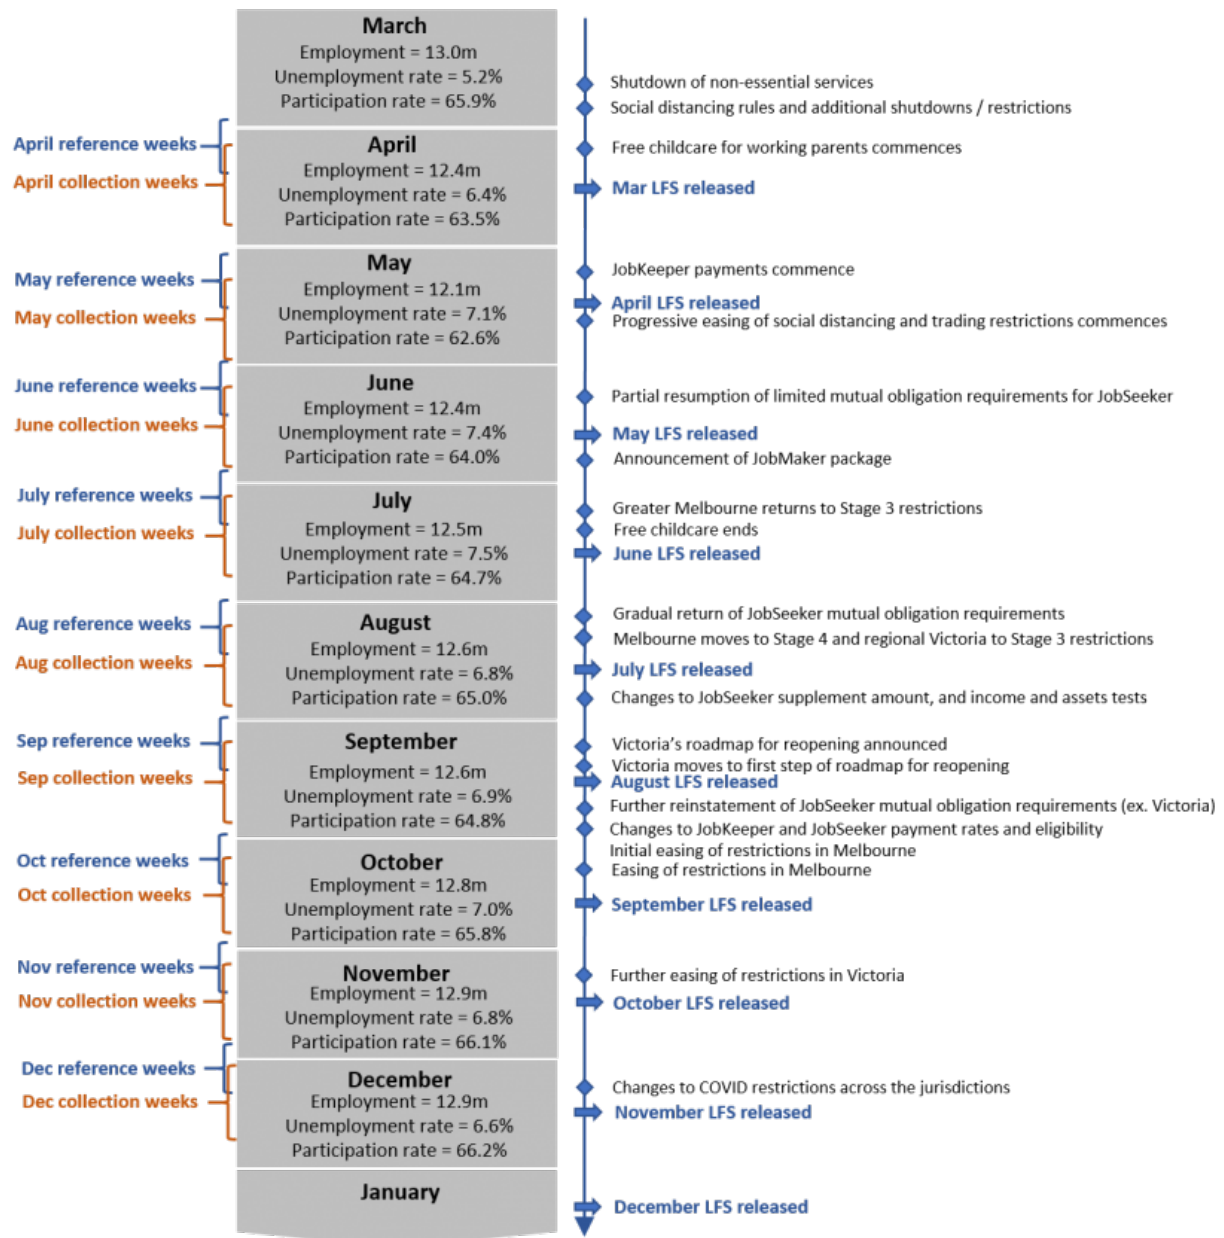 March
Employment = 13.0m
Unemployment rate = 5.2%
Participation rate = 65.9%
Shutdown of non-essential services
Social distancing rules and additional shutdowns / restrictions
April reference weeks
April collection weeks
April
Employment = 12.4m
Unemployment rate = 6.4%
Participation rate = 63.5%
Free childcare for working parents commences
Mar LFS released
May reference weeks
May collection weeks
May
Employment = 12.1m
Unemployment rate = 7.1%
Participation rate = 62.6%
JobKeeper payments commence
April LFS released
Progressive easing of social distancing and trading restrictions commences
June reference weeks
June collection weeks
June
Employment = 12.4m
Unemployment rate = 7.4%
Participation rate = 64.0%
Partial resumption of limited mutual obligation requirements for JobSeeker
May LFS released
Announcement of JobMaker package
July reference weeks
July collection weeks
July
Employment = 12.5m
Unemployment rate = 7.5%
Participation rate = 64.7%
Greater Melbourne returns to Stage 3 restrictions
Free childcare ends
June LFS released
Aug reference weeks
Aug collection weeks
August
Employment = 12.6m
Unemployment rate = 6.8%
Participation rate = 65.0%
Gradual return of JobSeeker mutual obligation requirements
Melbourne moves to Stage 4 and regional Victoria to Stage 3 restrictions
July LFS released
Changes to JobSeeker supplement amount, and income and assets tests
Sep reference weeks
Sep collection weeks
September
Employment = 12.6m
Unemployment rate = 6.9%
Participation rate = 64.8%
Victoria's roadmap for reopening announced
Victoria moves to first step of roadmap for reopening
August LFS released
Further reinstatement of JobSeeker mutual obligation requirements (ex. Victoria)
Changes to JobKeeper and JobSeeker payment rates and eligibility
Oct reference weeks
Oct collection weeks
October
Employment = 12.8m
Unemployment rate = 7.0%
Participation rate = 65.8%
Initial easing of restrictions in Melbourne
Easing of restrictions in Melbourne
September LFS released
Nov reference weeks
Nov collection weeks
November
Employment = 12.9m
Unemployment rate = 6.8%
Participation rate = 66.1%
Further easing of restrictions in Victoria
October LFS released
Dec reference weeks
Dec collection weeks
December
Employment = 12.9m
Unemployment rate = 6.6%
Participation rate = 66.2%
Changes to COVID restrictions across the jurisdictions
November LFS released
January
December LFS released